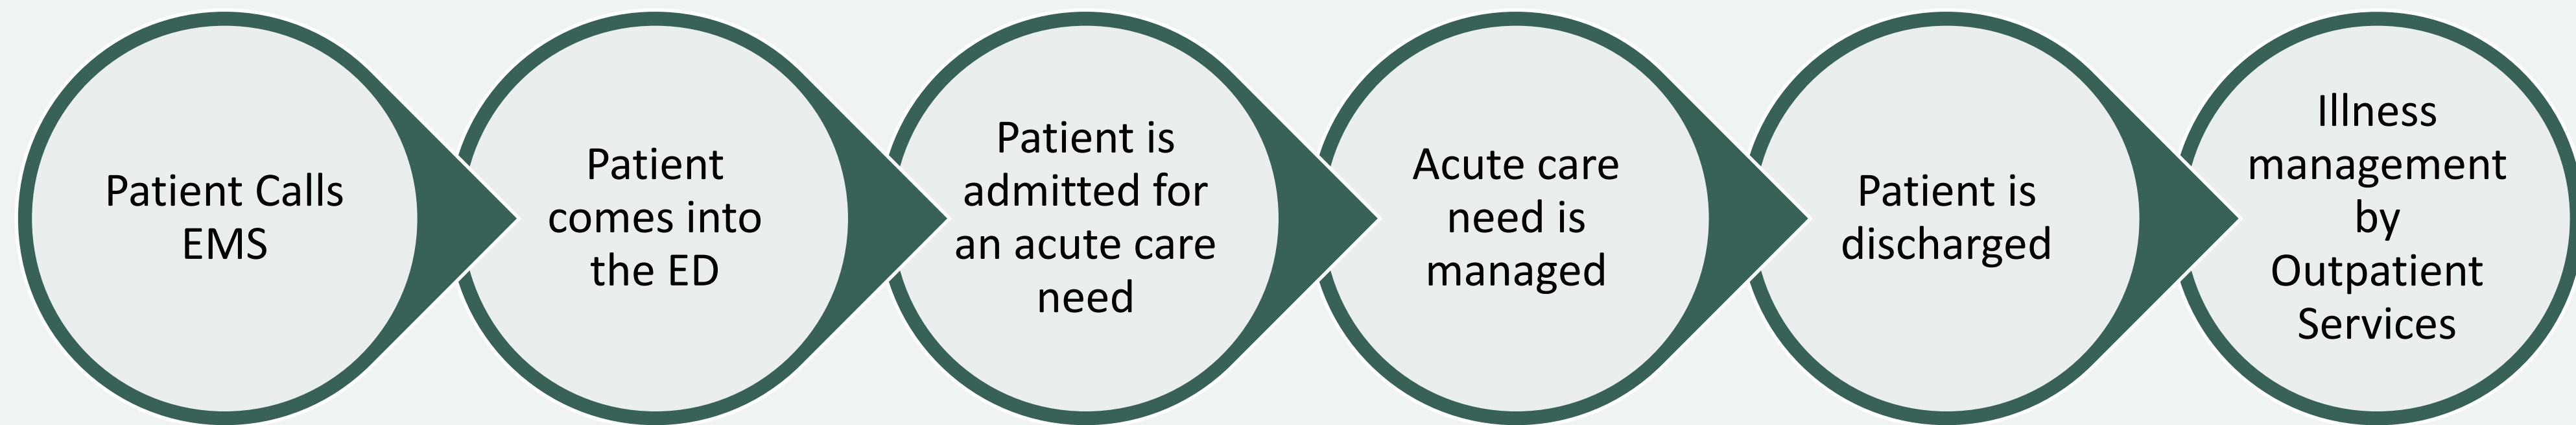 Patient Calls
EMS
Patient
comes into
the ED
Patient is
admitted for
an acute care
need
Acute care
need is
managed
Patient is
discharged
Illness
management
by
Outpatient
Services